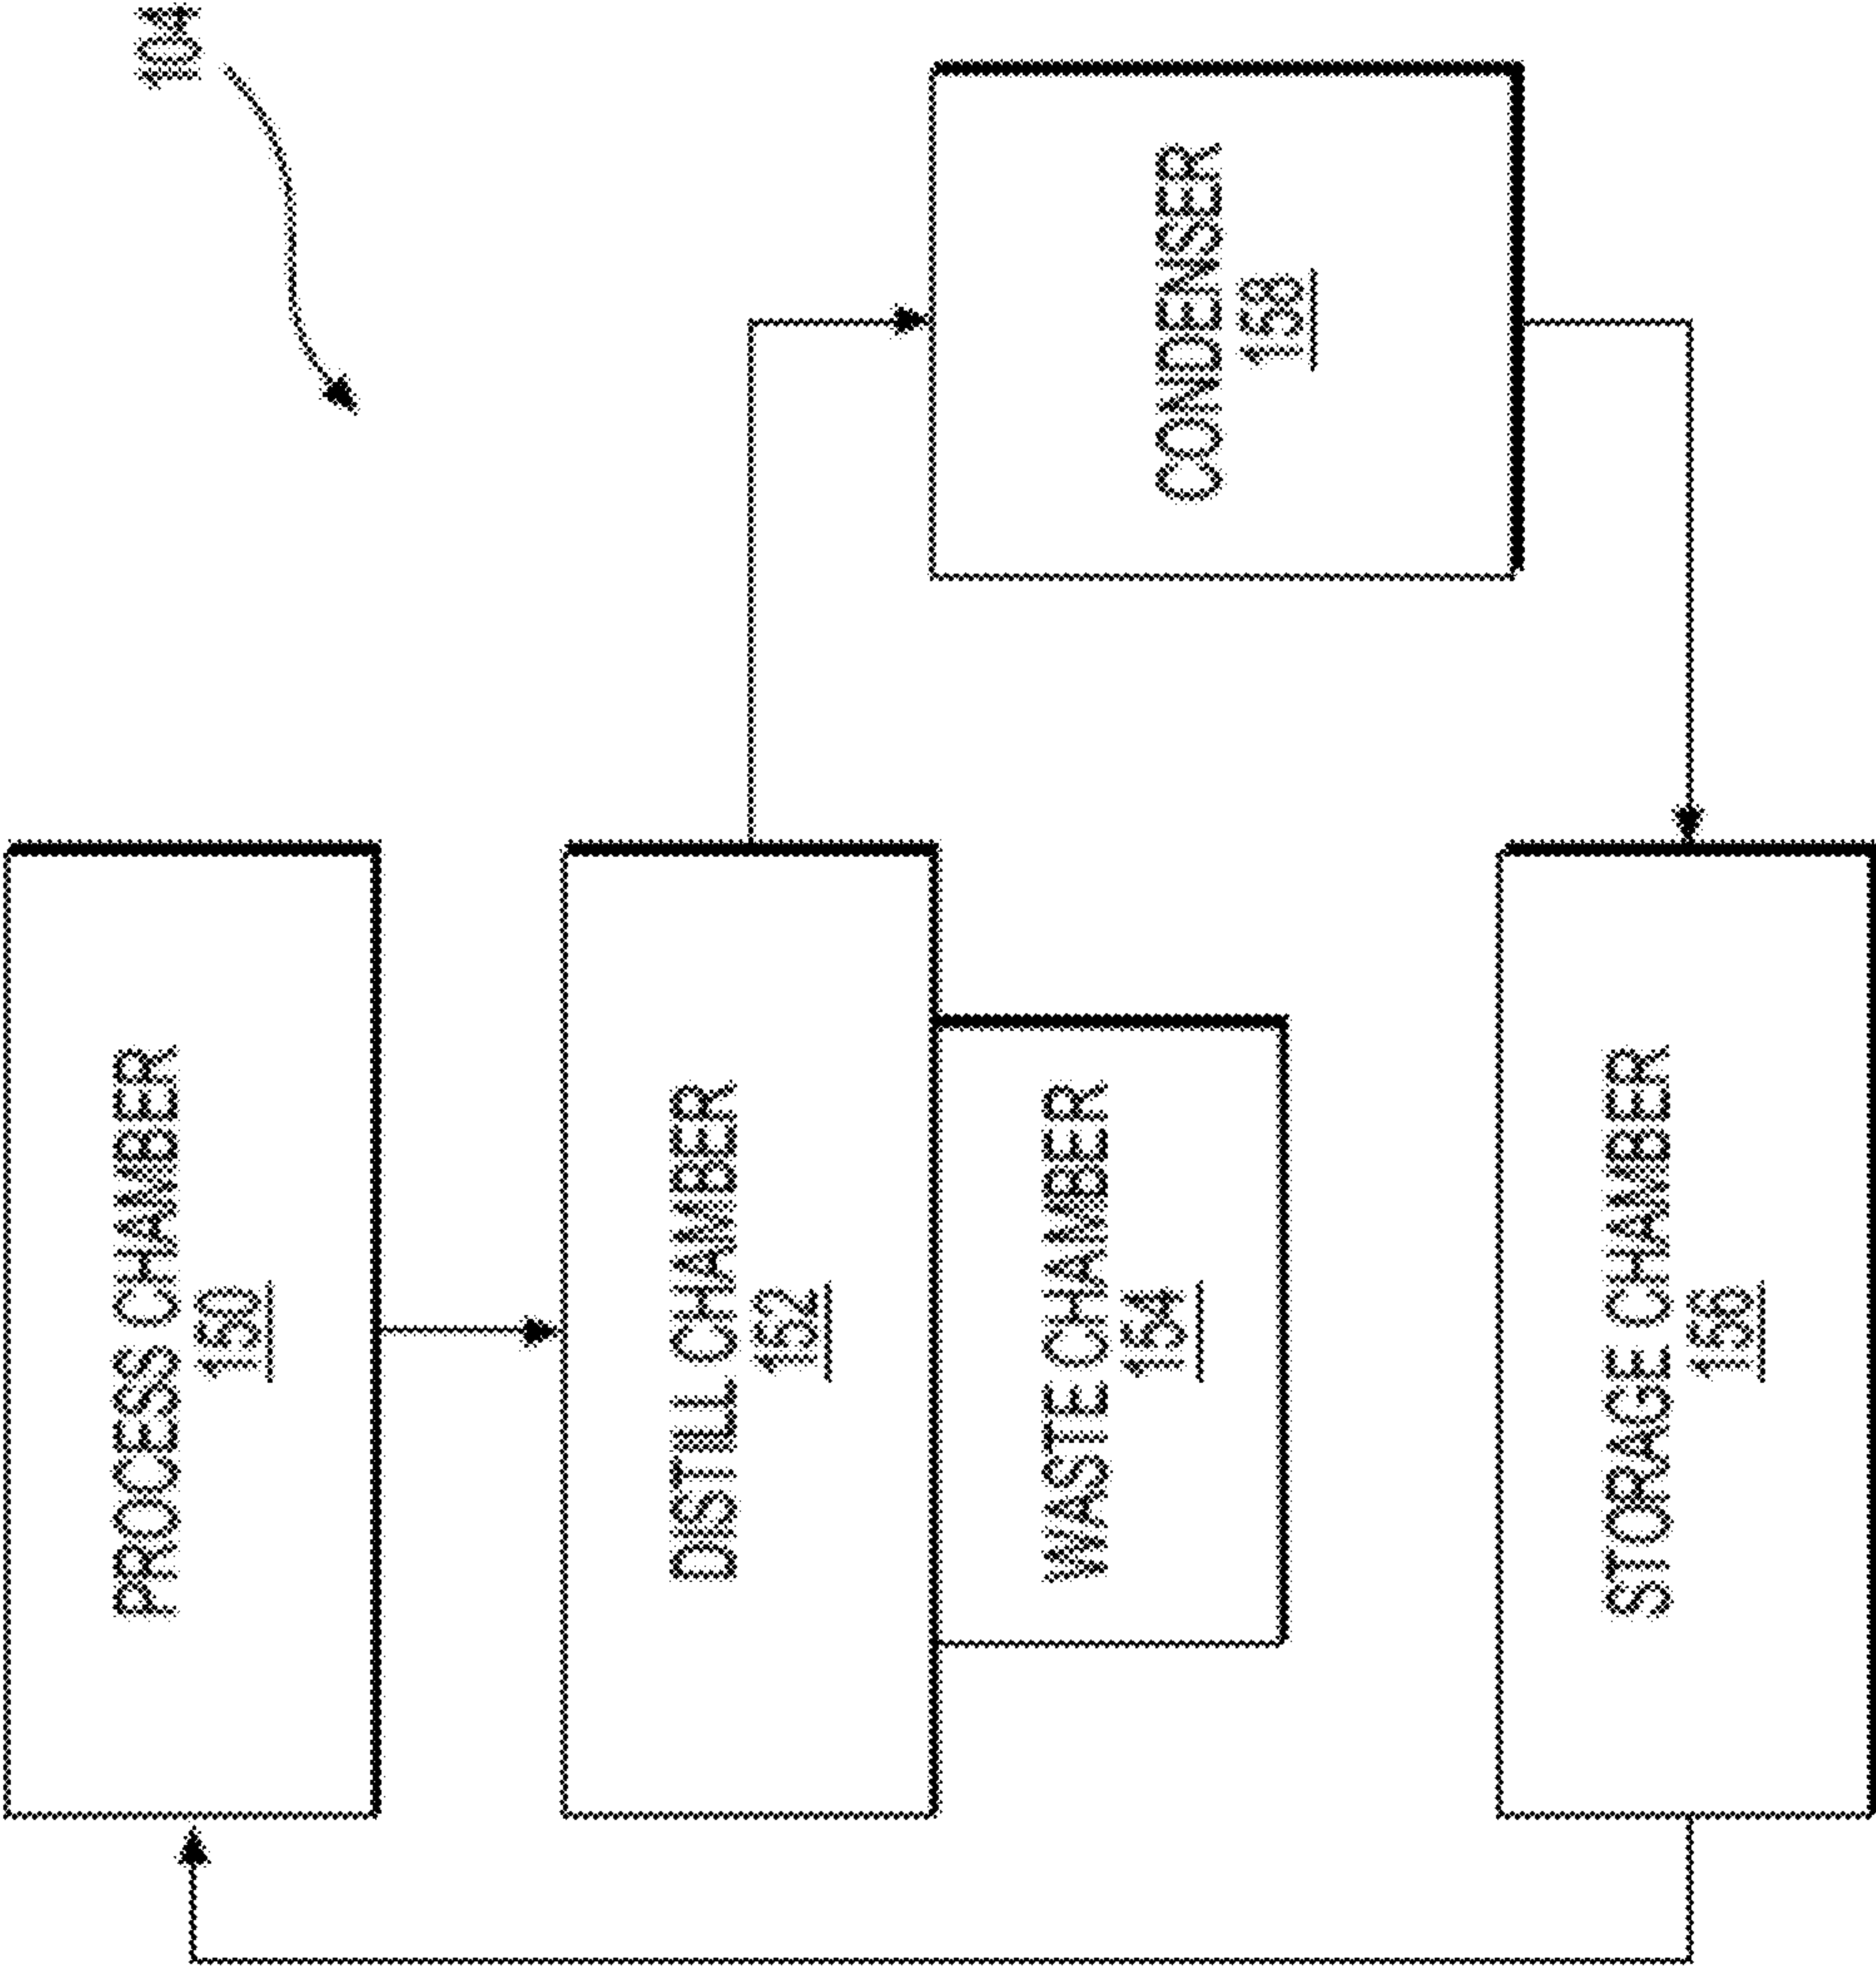 104
PROCESS CHAMBER
150
DISTILL CHAMBER
152
WASTE CHAMBER
154
CONDENSER
158
STORAGE CHAMBER
156